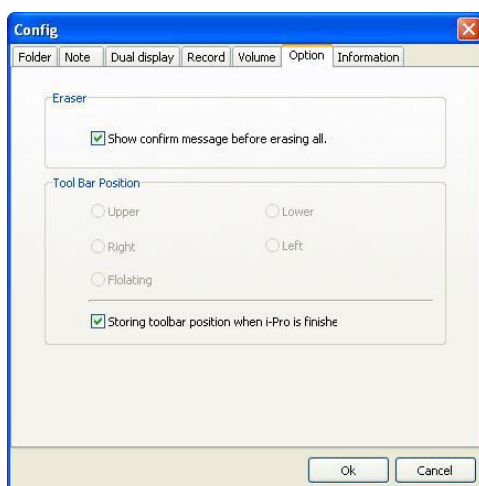 Config
Folder Note Dual display Record Volume Option Information
Eraser
Show confirm message before erasing all.
Tool Bar Position
Upper Lower
Right Left
Flolating
Storing toolbar position when i-Pro is finishe
Ok Cancel